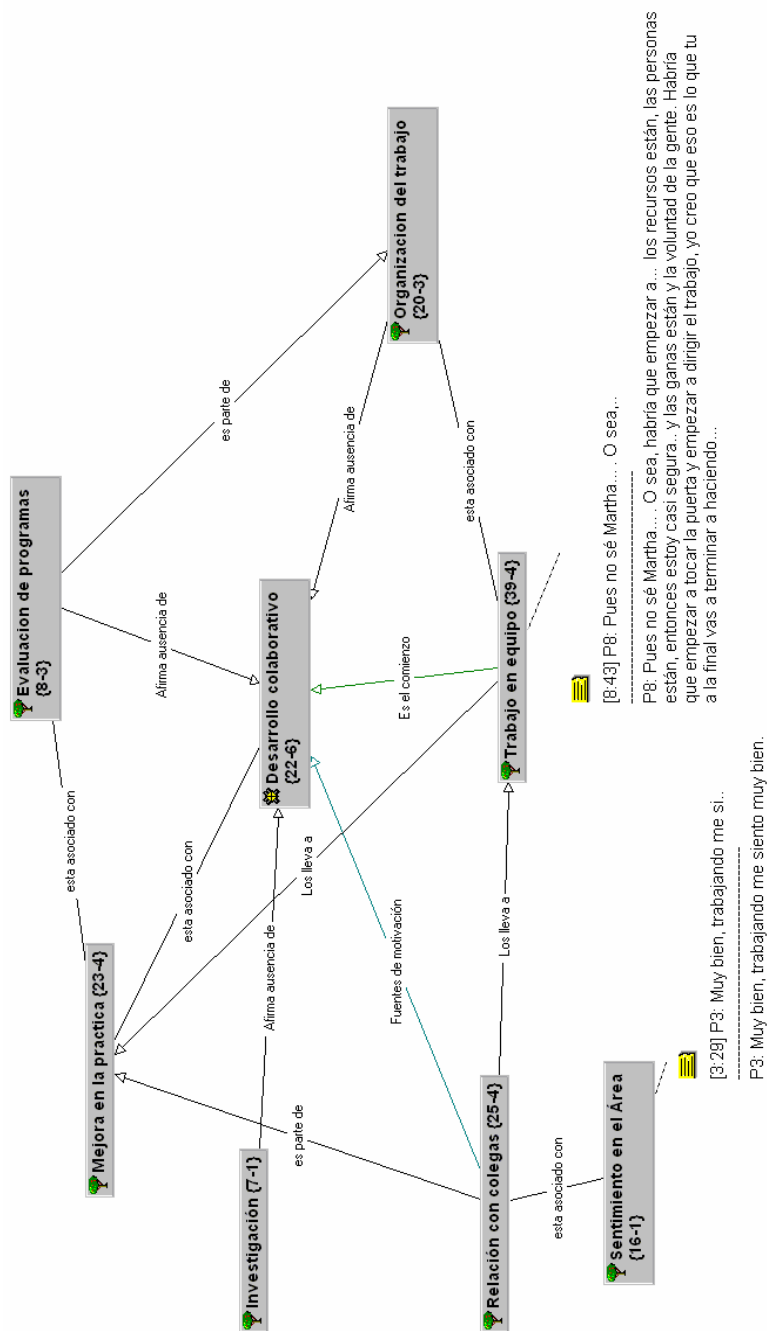 Evaluacion de programas
{8-3}
esta asociado con
Afirma ausencia de
es parte de
Mejora en la practica {23-4}
esta asociado con
Desarrollo colaborativo
{22-6}
Afirma ausencia de
Organizacion del trabajo
{20-3}
Los lleva a
Es el comienzo
esta asociado con
Investigación {7-1}
Afirma ausencia de
es parte de
Fuentes de motivación
Relación con colegas {25-4}
Los lleva a
Trabajo en equipo {39-4}
esta asociado con
Sentimiento en el Área
{16-1}
[3:29] P3: Muy bien, trabajando me si..
P3: Muy bien, trabajando me siento muy bien.
[8:43] P8: Pues no sé Martha.... O sea,..
P8: Pues no sé Martha.... O sea, habría que empezar a... los recursos están, las personas
están, entonces estoy casi segura.. y las ganas están y la voluntad de la gente. Habría
que empezar a tocar la puerta y empezar a dirigir el trabajo, yo creo que eso es lo que tu
a la final vas a terminar a haciendo...